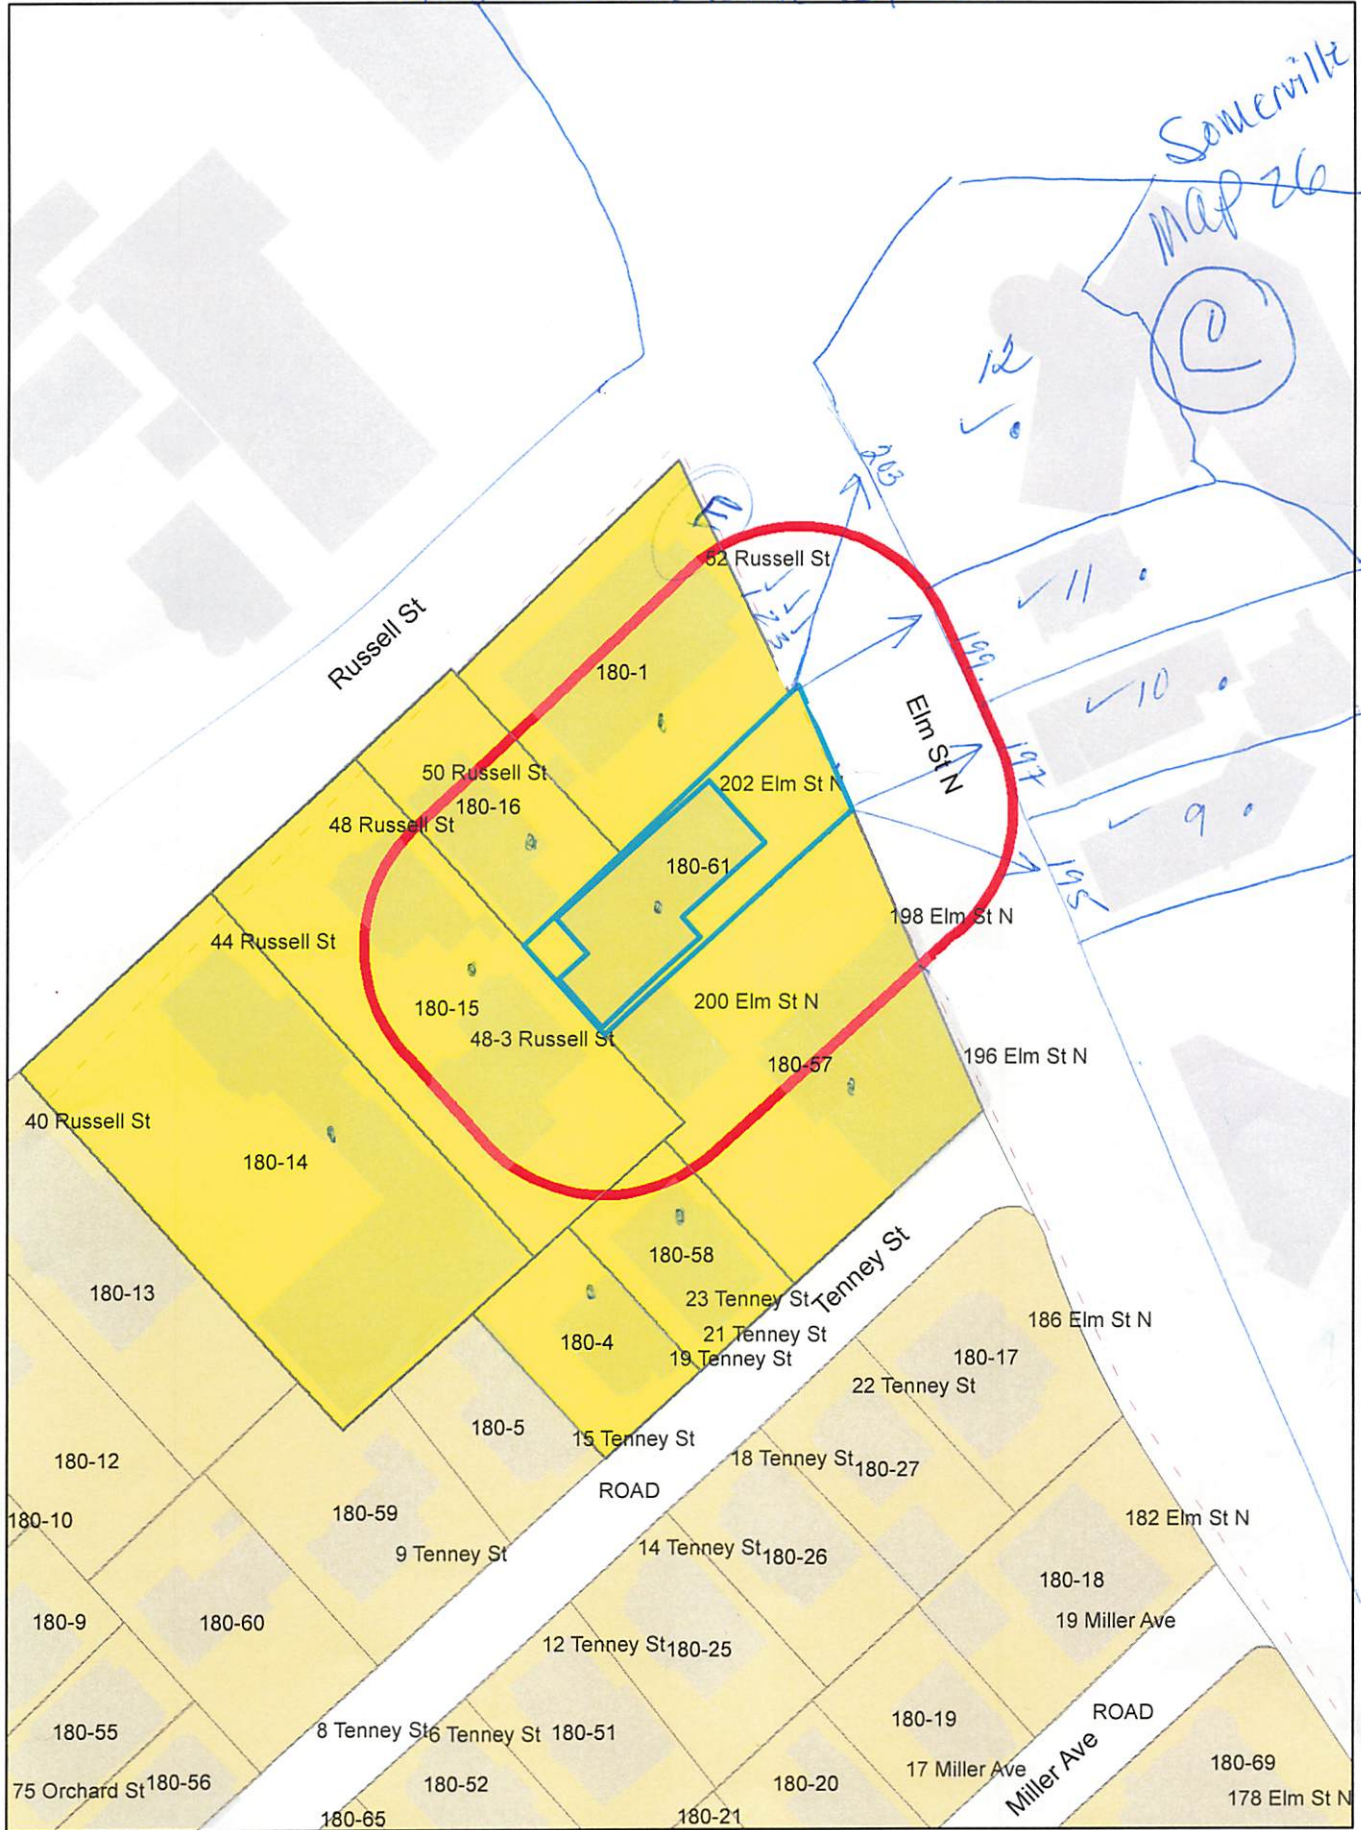 Somerville
MAP 26
C
12
203
52 Russell St
11
Russell St
199
180-1
10
Elm St N
197
50 Russell St
202 Elm St N
180-16
48 Russell St
9
180-61
195
198 Elm St N
44 Russell St
180-15
200 Elm St N
48-3 Russell St
196 Elm St N
180-57
40 Russell St
180-14
180-58
Tenney St
180-13
23 Tenney St
186 Elm St N
21 Tenney St
180-4
19 Tenney St
180-17
22 Tenney St
180-5
15 Tenney St
180-12
18 Tenney St
180-27
ROAD
180-10
180-59
182 Elm St N
9 Tenney St
14 Tenney St
180-26
180-18
180-9
180-60
19 Miller Ave
12 Tenney St
180-25
180-55
8 Tenney St
6 Tenney St
180-51
180-19
ROAD
Miller Ave
75 Orchard St
180-56
180-52
180-20
17 Miller Ave
180-69
178 Elm St N
180-65
180-21